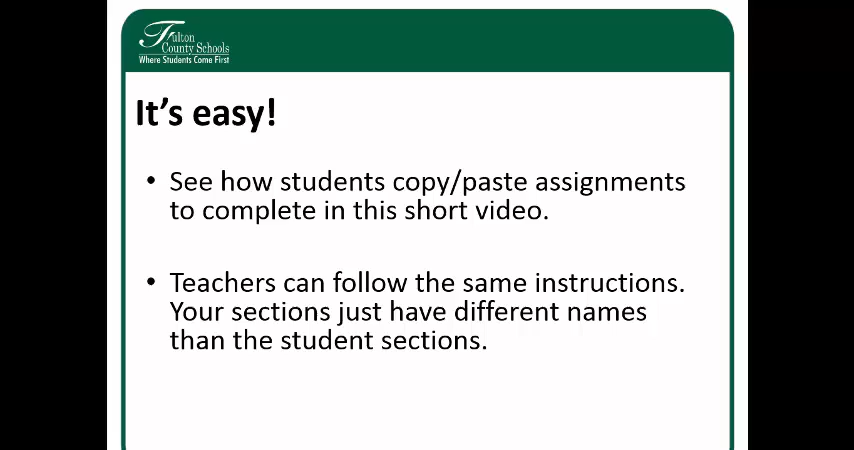 Fulton
County Schools
Where Students Come First
It's easy!
• See how students copy/paste assignments
to complete in this short video.
• Teachers can follow the same instructions.
Your sections just have different names
than the student sections.